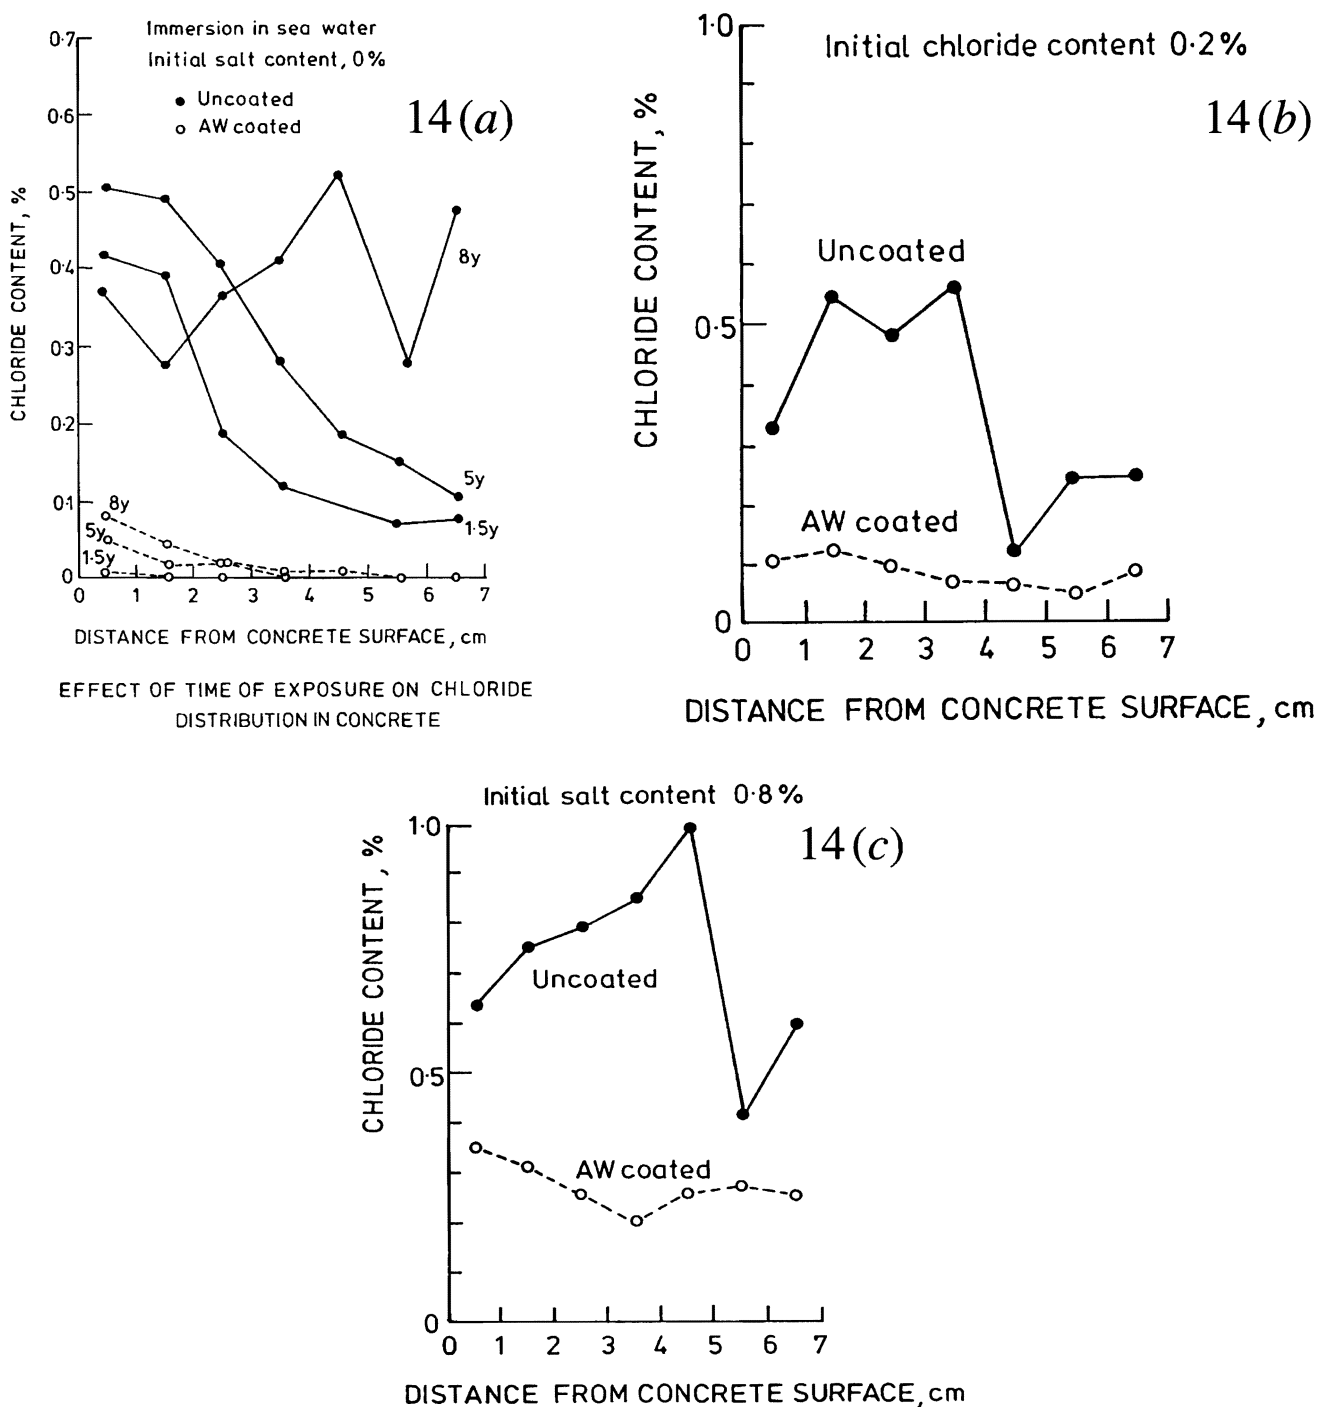 Immersion in sea water
Initial salt content, 0%
Uncoated
AW coated
14(a)
CHLORIDE CONTENT, %
0·7
0·6
0·5
0·4
0·3
0·2
0·1
0
8y
5y
1·5y
8y
5y
1·5y
0 1 2 3 4 5 6 7
DISTANCE FROM CONCRETE SURFACE, cm
EFFECT OF TIME OF EXPOSURE ON CHLORIDE
DISTRIBUTION IN CONCRETE
Initial chloride content 0·2%
14(b)
CHLORIDE CONTENT, %
1·0
0·5
0
Uncoated
AW coated
0 1 2 3 4 5 6 7
DISTANCE FROM CONCRETE SURFACE, cm
Initial salt content 0·8%
14(c)
CHLORIDE CONTENT, %
1·0
0·5
0
Uncoated
AW coated
0 1 2 3 4 5 6 7
DISTANCE FROM CONCRETE SURFACE, cm